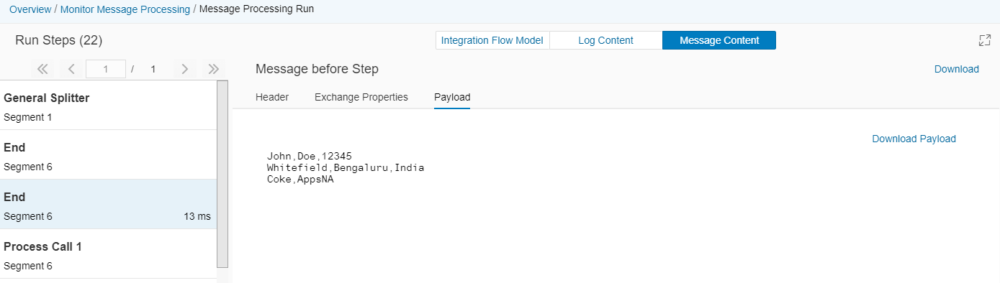 Overview / Monitor Message Processing / Message Processing Run
Run Steps (22)
Integration Flow Model
Log Content
Message Content
1 / 1
Message before Step
Download
General Splitter
Segment 1
Header
Exchange Properties
Payload
End
Segment 6
Download Payload
John,Doe,12345
Whitefield,Bengaluru,India
Coke,AppsNA
End
Segment 6
13 ms
Process Call 1
Segment 6